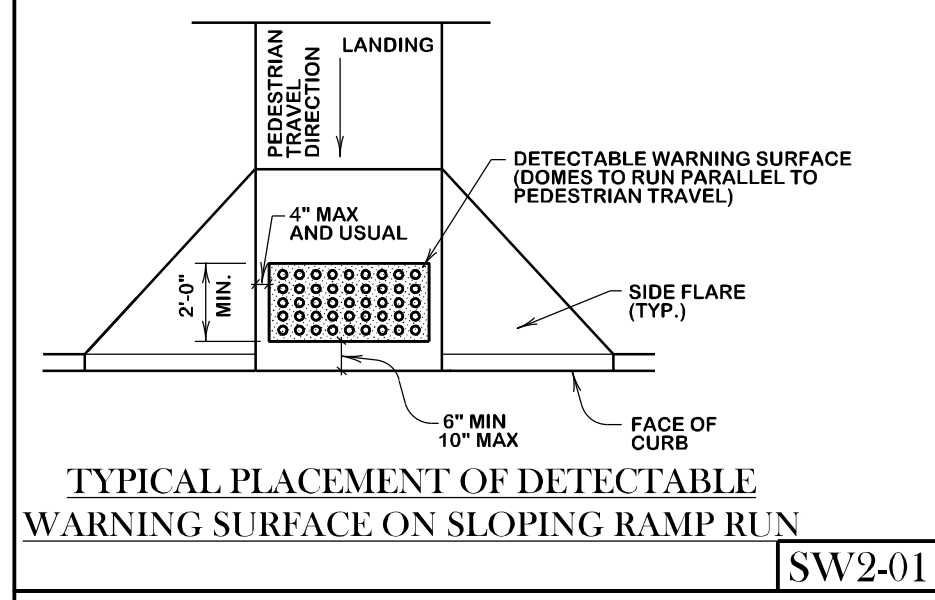 PEDESTRIAN
TRAVEL
DIRECTION
LANDING
DETECTABLE WARNING SURFACE
(DOMES TO RUN PARALLEL TO
PEDESTRIAN TRAVEL)
4" MAX
AND USUAL
2'-0"
MIN.
SIDE FLARE
(TYP.)
6" MIN
10" MAX
FACE OF
CURB
TYPICAL PLACEMENT OF DETECTABLE
WARNING SURFACE ON SLOPING RAMP RUN
SW2-01